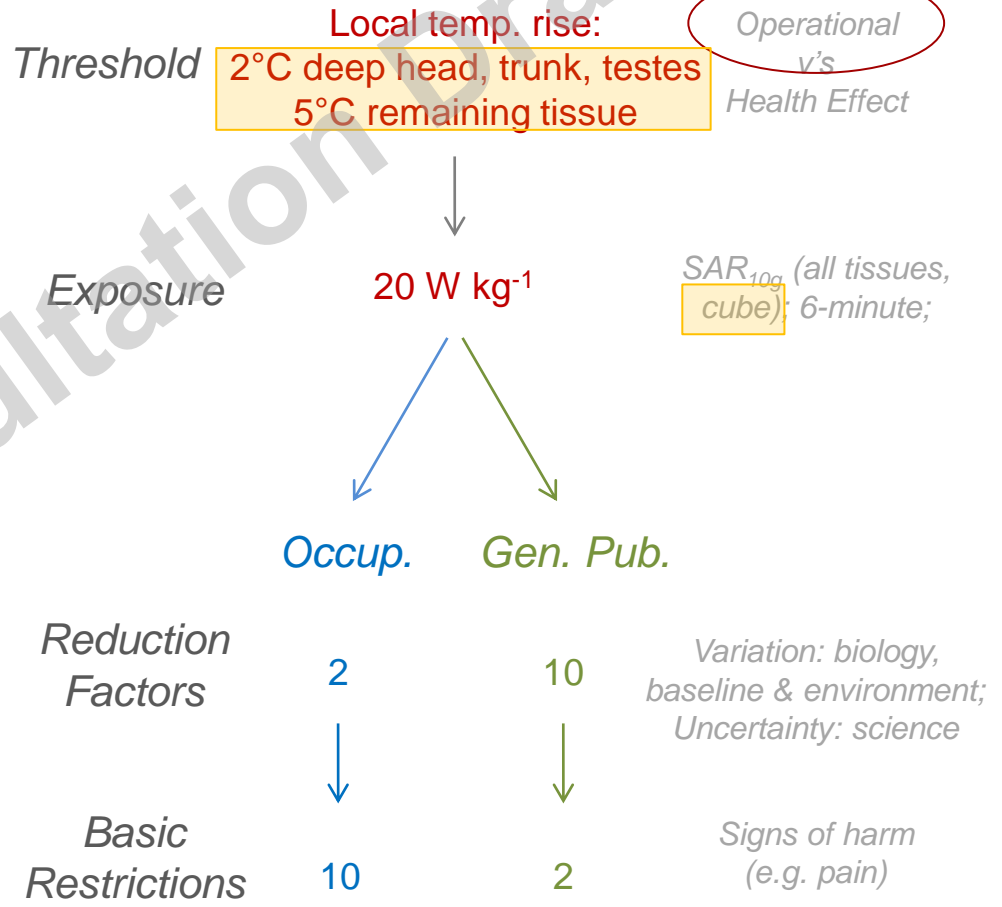 Local temp. rise:
Threshold 2°C deep head, trunk, testes
5°C remaining tissue
Operational
v's
Health Effect
Exposure 20 W kg-1
SAR10g (all tissues,
cube); 6-minute;
Occup. Gen. Pub.
Reduction
Factors
2 10
Variation: biology,
baseline & environment;
Uncertainty: science
Basic
Restrictions
10 2
Signs of harm
(e.g. pain)